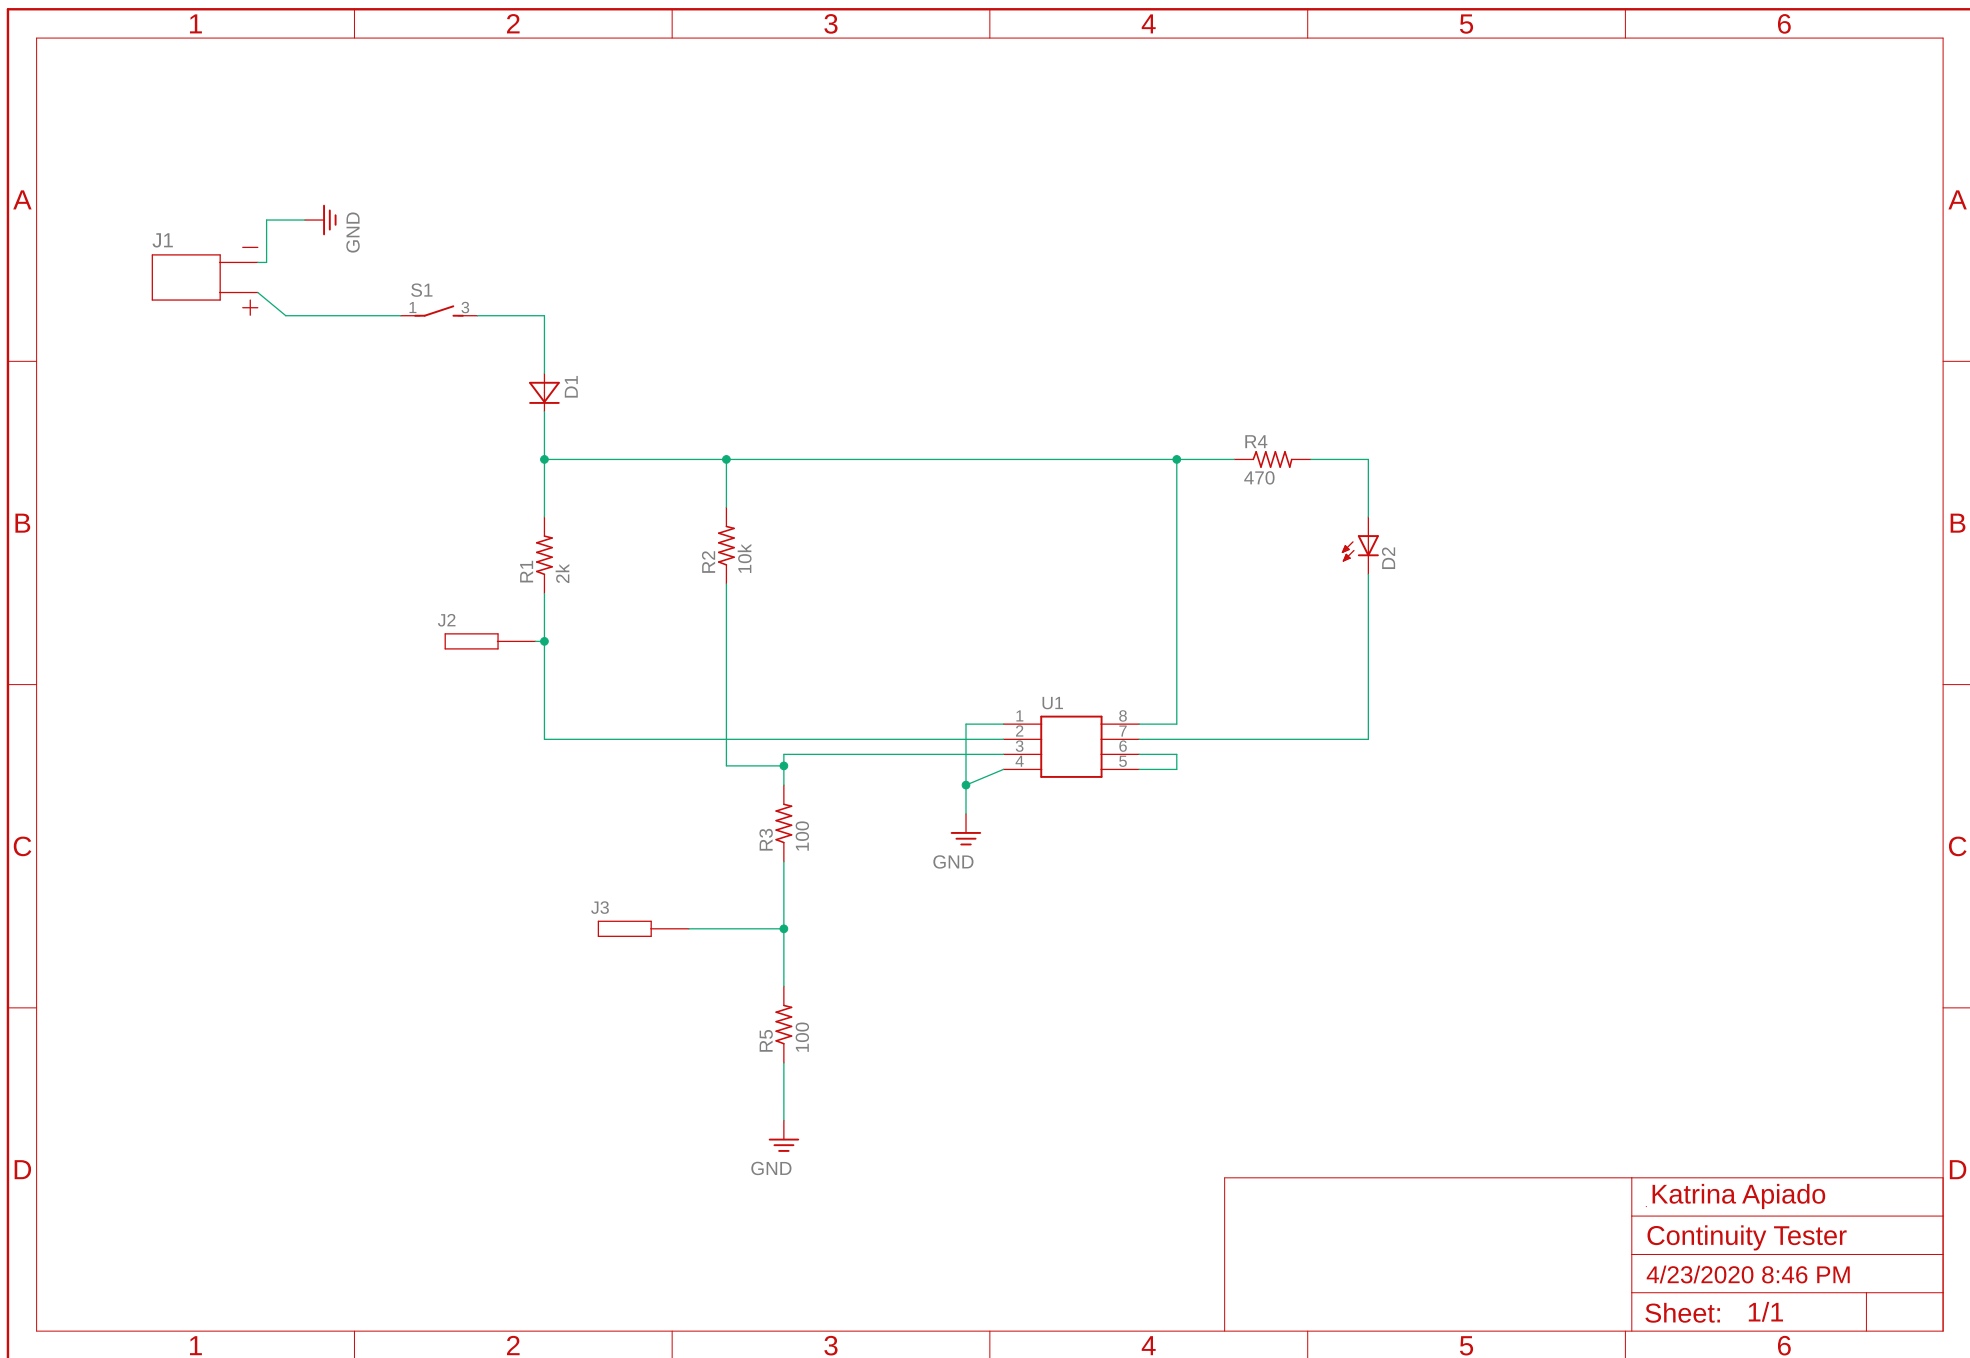 1 2 3 4 5 6
A A
GND
J1
−
+
S1
1 3
D1
R4
470
B B
R1
2k
R2
10k
D2
J2
U1
1 8
2 7
3 6
4 5
R3
100
C C
GND
J3
R5
100
GND
D D
Katrina Apiado
Continuity Tester
4/23/2020 8:46 PM
Sheet: 1/1
1 2 3 4 5 6